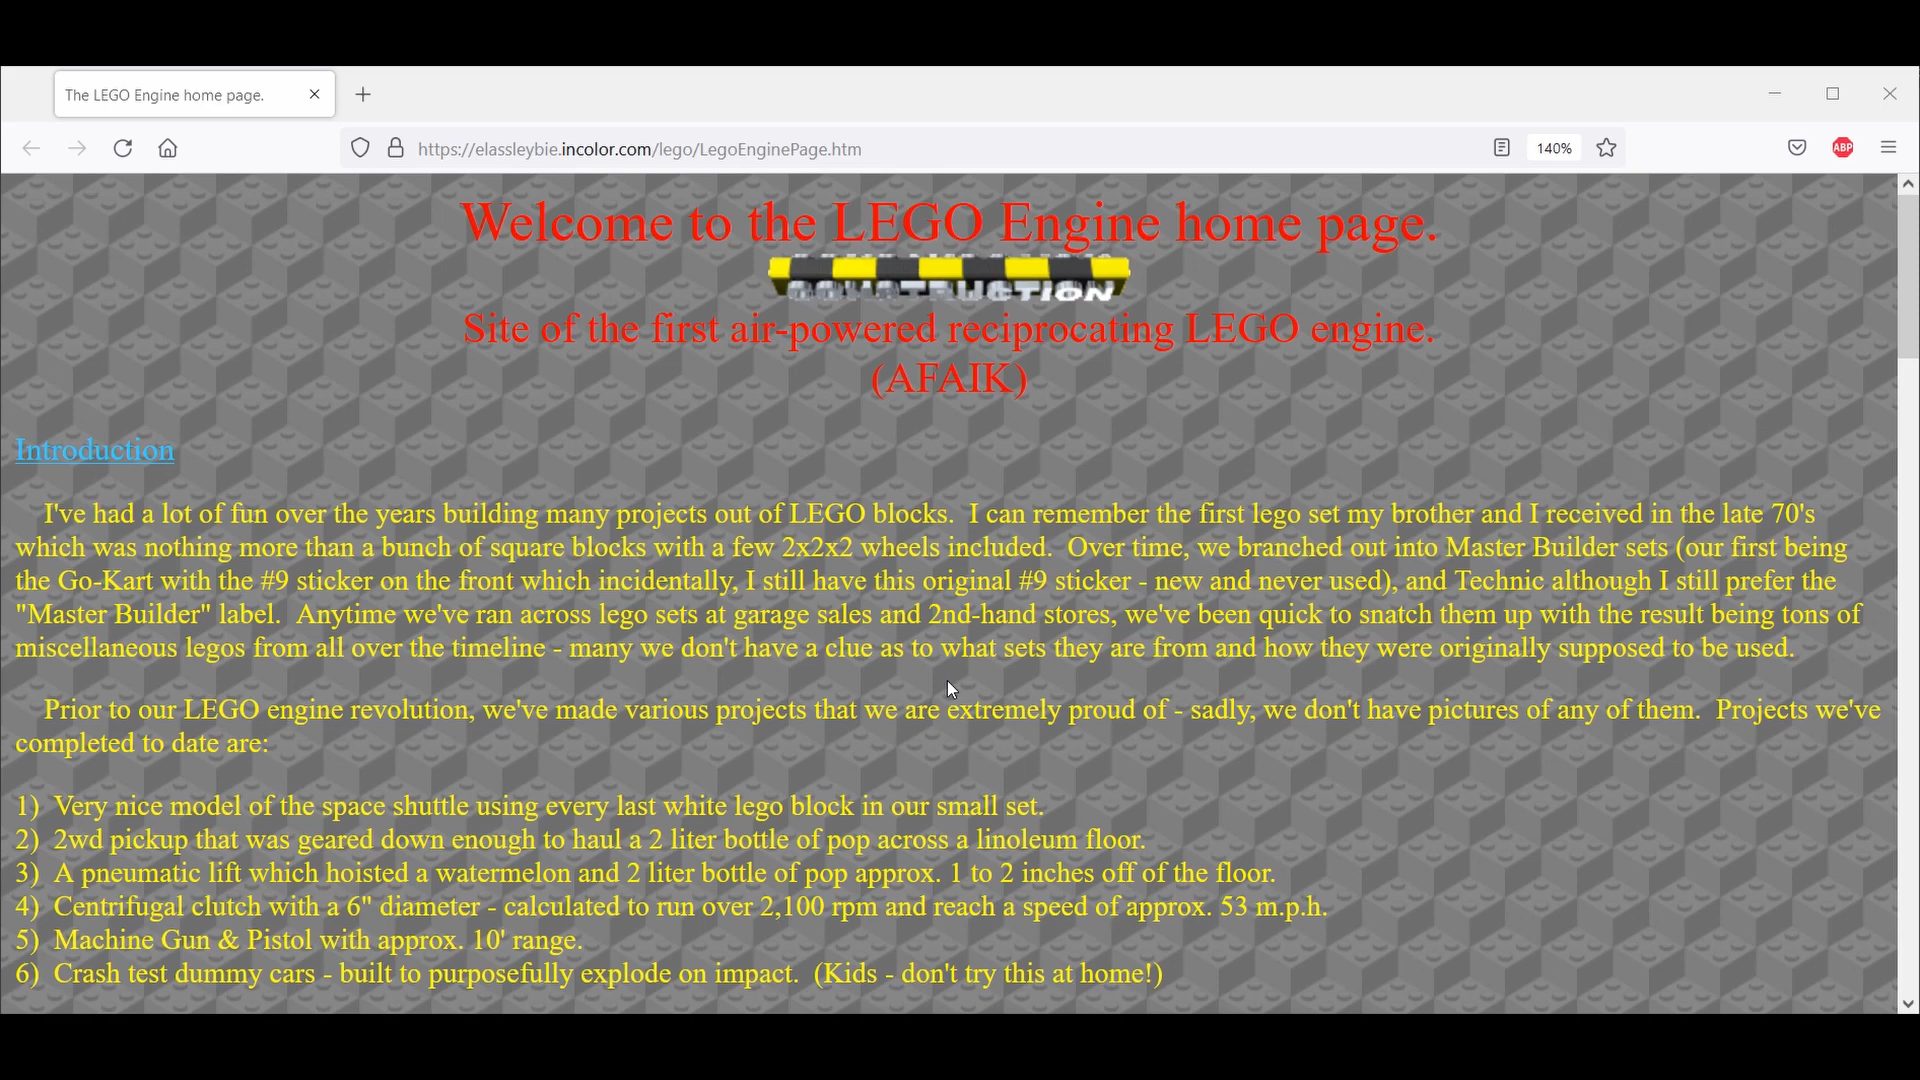 The LEGO Engine home page.
https://elassleybie.incolor.com/lego/LegoEnginePage.htm
140%
ABP
Welcome to the LEGO Engine home page.
CONSTRUCTION
Site of the first air-powered reciprocating LEGO engine.
(AFAIK)
Introduction
I've had a lot of fun over the years building many projects out of LEGO blocks.  I can remember the first lego set my brother and I received in the late 70's
which was nothing more than a bunch of square blocks with a few 2x2x2 wheels included.  Over time, we branched out into Master Builder sets (our first being
the Go-Kart with the #9 sticker on the front which incidentally, I still have this original #9 sticker - new and never used), and Technic although I still prefer the
"Master Builder" label.  Anytime we've ran across lego sets at garage sales and 2nd-hand stores, we've been quick to snatch them up with the result being tons of
miscellaneous legos from all over the timeline - many we don't have a clue as to what sets they are from and how they were originally supposed to be used.
Prior to our LEGO engine revolution, we've made various projects that we are extremely proud of - sadly, we don't have pictures of any of them.  Projects we've
completed to date are:
1)  Very nice model of the space shuttle using every last white lego block in our small set.
2)  2wd pickup that was geared down enough to haul a 2 liter bottle of pop across a linoleum floor.
3)  A pneumatic lift which hoisted a watermelon and 2 liter bottle of pop approx. 1 to 2 inches off of the floor.
4)  Centrifugal clutch with a 6" diameter - calculated to run over 2,100 rpm and reach a speed of approx. 53 m.p.h.
5)  Machine Gun & Pistol with approx. 10' range.
6)  Crash test dummy cars - built to purposefully explode on impact.  (Kids - don't try this at home!)